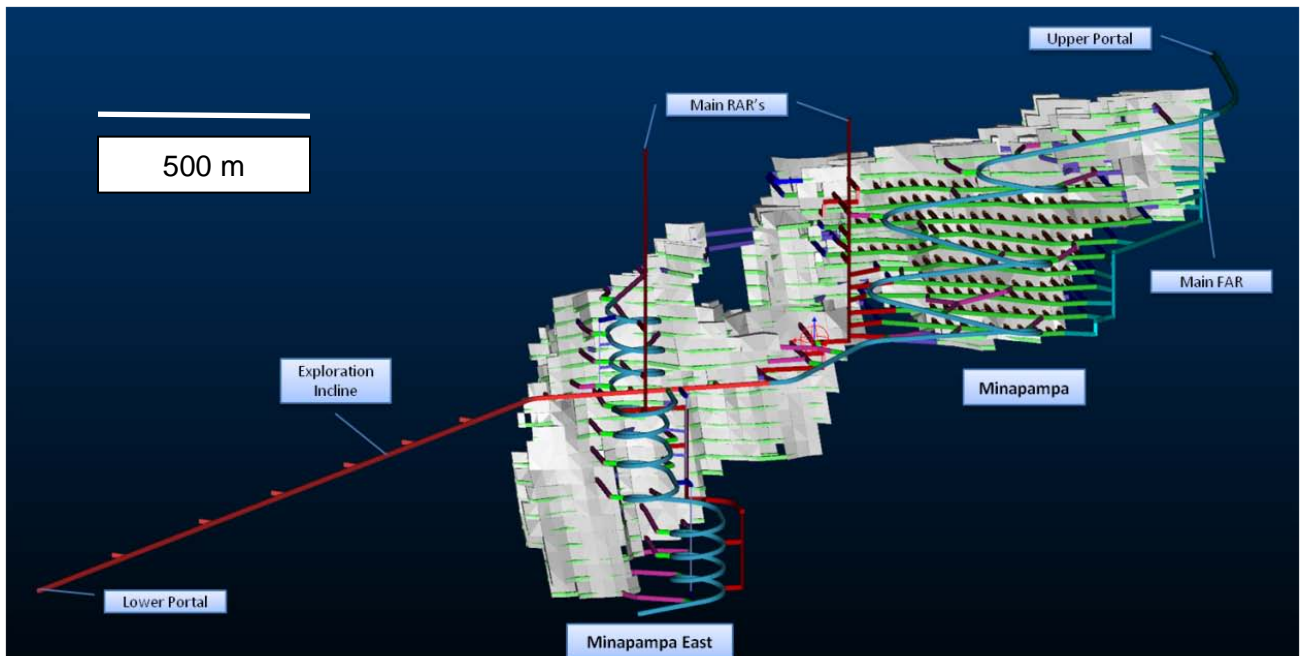 Upper Portal
Main RAR's
500 m
Main FAR
Exploration
Incline
Minapampa
Lower Portal
Minapampa East